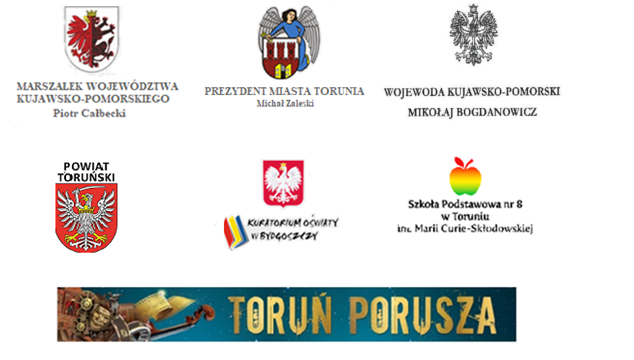 MARSZAŁEK WOJEWÓDZTWA
KUJAWSKO-POMORSKIEGO
Piotr Całbecki
PREZYDENT MIASTA TORUNIA
Michał Zaleski
WOJEWODA KUJAWSKO-POMORSKI
MIKOŁAJ BOGDANOWICZ
POWIAT
TORUŃSKI
KURATORIUM OŚWIATY
W BYDGOSZCZY
Szkoła Podstawowa nr 8
w Toruniu
im. Marii Curie-Skłodowskiej
TORUŃ PORUSZA